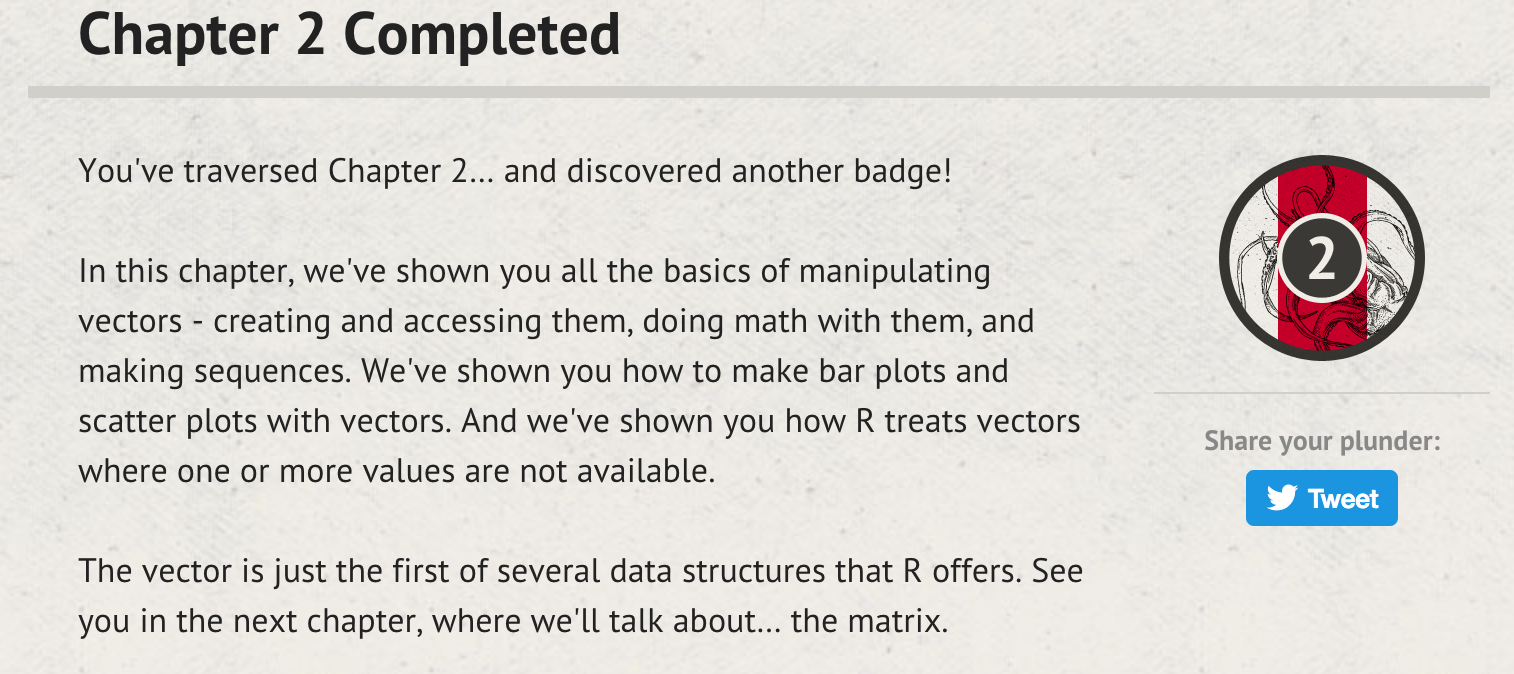 Chapter 2 Completed
You've traversed Chapter 2... and discovered another badge!
In this chapter, we've shown you all the basics of manipulating
vectors - creating and accessing them, doing math with them, and
making sequences. We've shown you how to make bar plots and
scatter plots with vectors. And we've shown you how R treats vectors
where one or more values are not available.
The vector is just the first of several data structures that R offers. See
you in the next chapter, where we'll talk about... the matrix.
2
Share your plunder:
Tweet